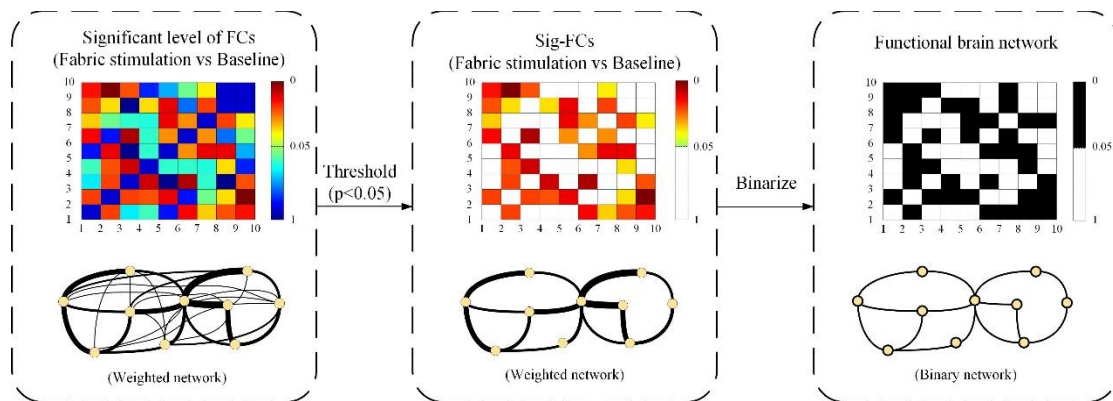 Significant level of FCs
(Fabric stimulation vs Baseline)
10
9
8
7
6
5
4
3
2
1
1 2 3 4 5 6 7 8 9 10
0
0.05
1
(Weighted network)
Threshold
(p<0.05)
Sig-FCs
(Fabric stimulation vs Baseline)
10
9
8
7
6
5
4
3
2
1
1 2 3 4 5 6 7 8 9 10
0
0.05
1
(Weighted network)
Binarize
Functional brain network
10
9
8
7
6
5
4
3
2
1
1 2 3 4 5 6 7 8 9 10
0
0.05
1
(Binary network)